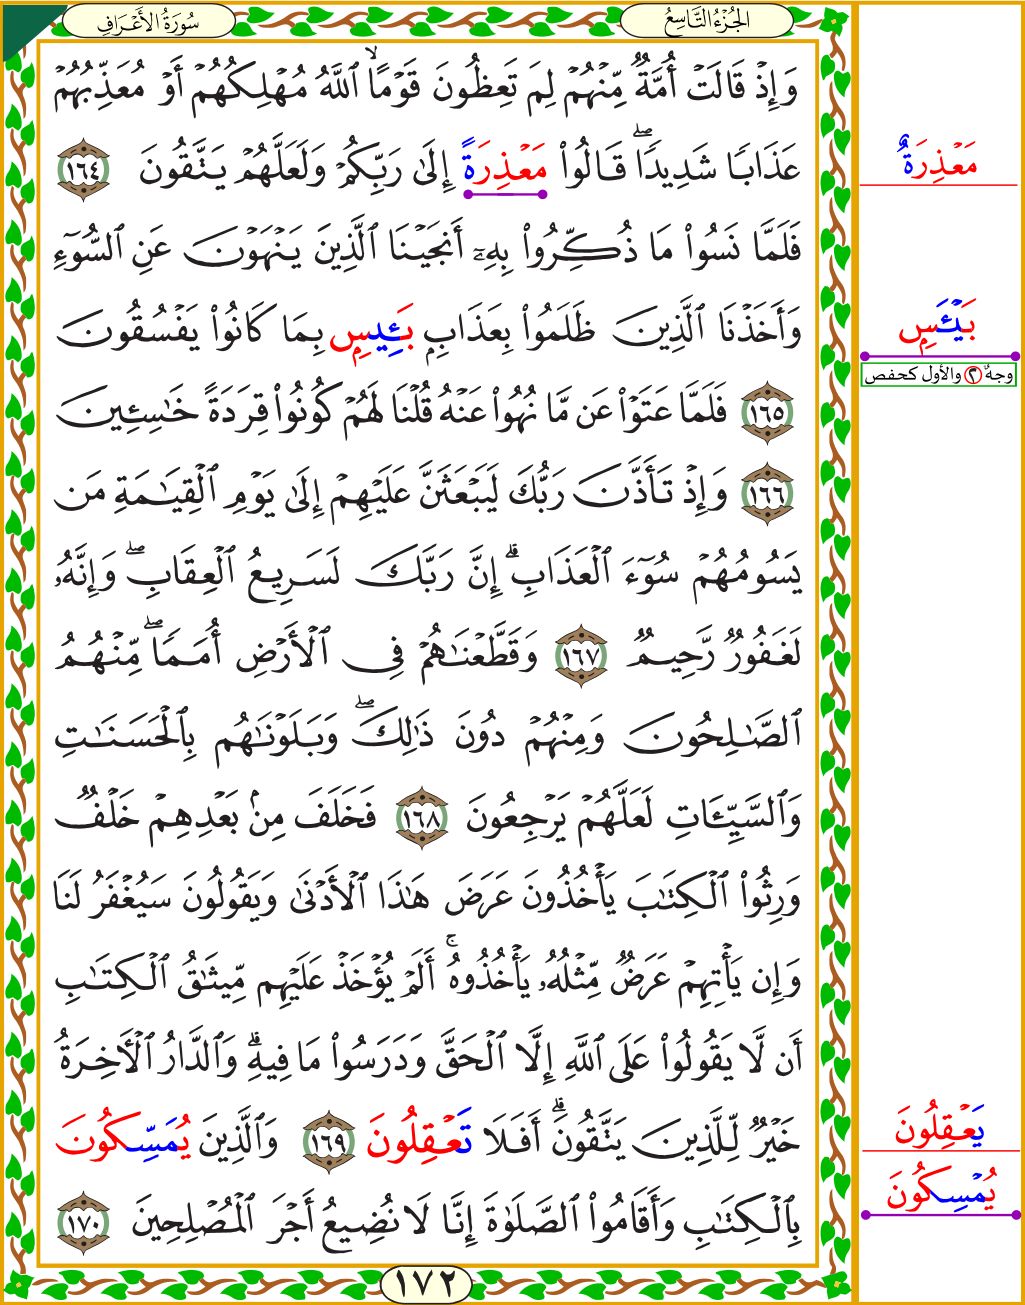 الجُزْءُ التَّاسِعُ
سُورَةُ الأَعْرَافِ
وَإِذۡ قَالَتۡ أُمَّةٞ مِّنۡهُمۡ لِمَ تَعِظُونَ قَوۡمًا ٱللَّهُ مُهۡلِكُهُمۡ أَوۡ مُعَذِّبُهُمۡ
عَذَابٗا شَدِيدٗاۖ قَالُواْ مَعۡذِرَةً إِلَىٰ رَبِّكُمۡ وَلَعَلَّهُمۡ يَتَّقُونَ ١٦٤
فَلَمَّا نَسُواْ مَا ذُكِّرُواْ بِهِۦٓ أَنجَيۡنَا ٱلَّذِينَ يَنۡهَوۡنَ عَنِ ٱلسُّوٓءِ
وَأَخَذۡنَا ٱلَّذِينَ ظَلَمُواْ بِعَذَابِۭ بَـِٔيسِۭ بِمَا كَانُواْ يَفۡسُقُونَ
١٦٥ فَلَمَّا عَتَوۡاْ عَن مَّا نُهُواْ عَنۡهُ قُلۡنَا لَهُمۡ كُونُواْ قِرَدَةً خَٰسِـِٔينَ
١٦٦ وَإِذۡ تَأَذَّنَ رَبُّكَ لَيَبۡعَثَنَّ عَلَيۡهِمۡ إِلَىٰ يَوۡمِ ٱلۡقِيَٰمَةِ مَن
يَسُومُهُمۡ سُوٓءَ ٱلۡعَذَابِۗ إِنَّ رَبَّكَ لَسَرِيعُ ٱلۡعِقَابِۖ وَإِنَّهُۥ
لَغَفُورٞ رَّحِيمٞ ١٦٧ وَقَطَّعۡنَٰهُمۡ فِي ٱلۡأَرۡضِ أُمَمٗاۖ مِّنۡهُمُ
ٱلصَّٰلِحُونَ وَمِنۡهُمۡ دُونَ ذَٰلِكَۖ وَبَلَوۡنَٰهُم بِٱلۡحَسَنَٰتِ
وَٱلسَّيِّـَٔاتِ لَعَلَّهُمۡ يَرۡجِعُونَ ١٦٨ فَخَلَفَ مِنۢ بَعۡدِهِمۡ خَلۡفٞ
وَرِثُواْ ٱلۡكِتَٰبَ يَأۡخُذُونَ عَرَضَ هَٰذَا ٱلۡأَدۡنَىٰ وَيَقُولُونَ سَيُغۡفَرُ لَنَا
وَإِن يَأۡتِهِمۡ عَرَضٞ مِّثۡلُهُۥ يَأۡخُذُوهُۚ أَلَمۡ يُؤۡخَذۡ عَلَيۡهِم مِّيثَٰقُ ٱلۡكِتَٰبِ
أَن لَّا يَقُولُواْ عَلَى ٱللَّهِ إِلَّا ٱلۡحَقَّ وَدَرَسُواْ مَا فِيهِۗ وَٱلدَّارُ ٱلۡأٓخِرَةُ
خَيۡرٞ لِّلَّذِينَ يَتَّقُونَۗ أَفَلَا تَعۡقِلُونَ ١٦٩ وَٱلَّذِينَ يُمَسِّكُونَ
بِٱلۡكِتَٰبِ وَأَقَامُواْ ٱلصَّلَوٰةَ إِنَّا لَا نُضِيعُ أَجۡرَ ٱلۡمُصۡلِحِينَ ١٧٠
١٧٢
مَعۡذِرَةٌ
بَيۡـَٔسِۭ
وجهٌ ٢ والأول كحفص
يَعۡقِلُونَ
يُمۡسِكُونَ